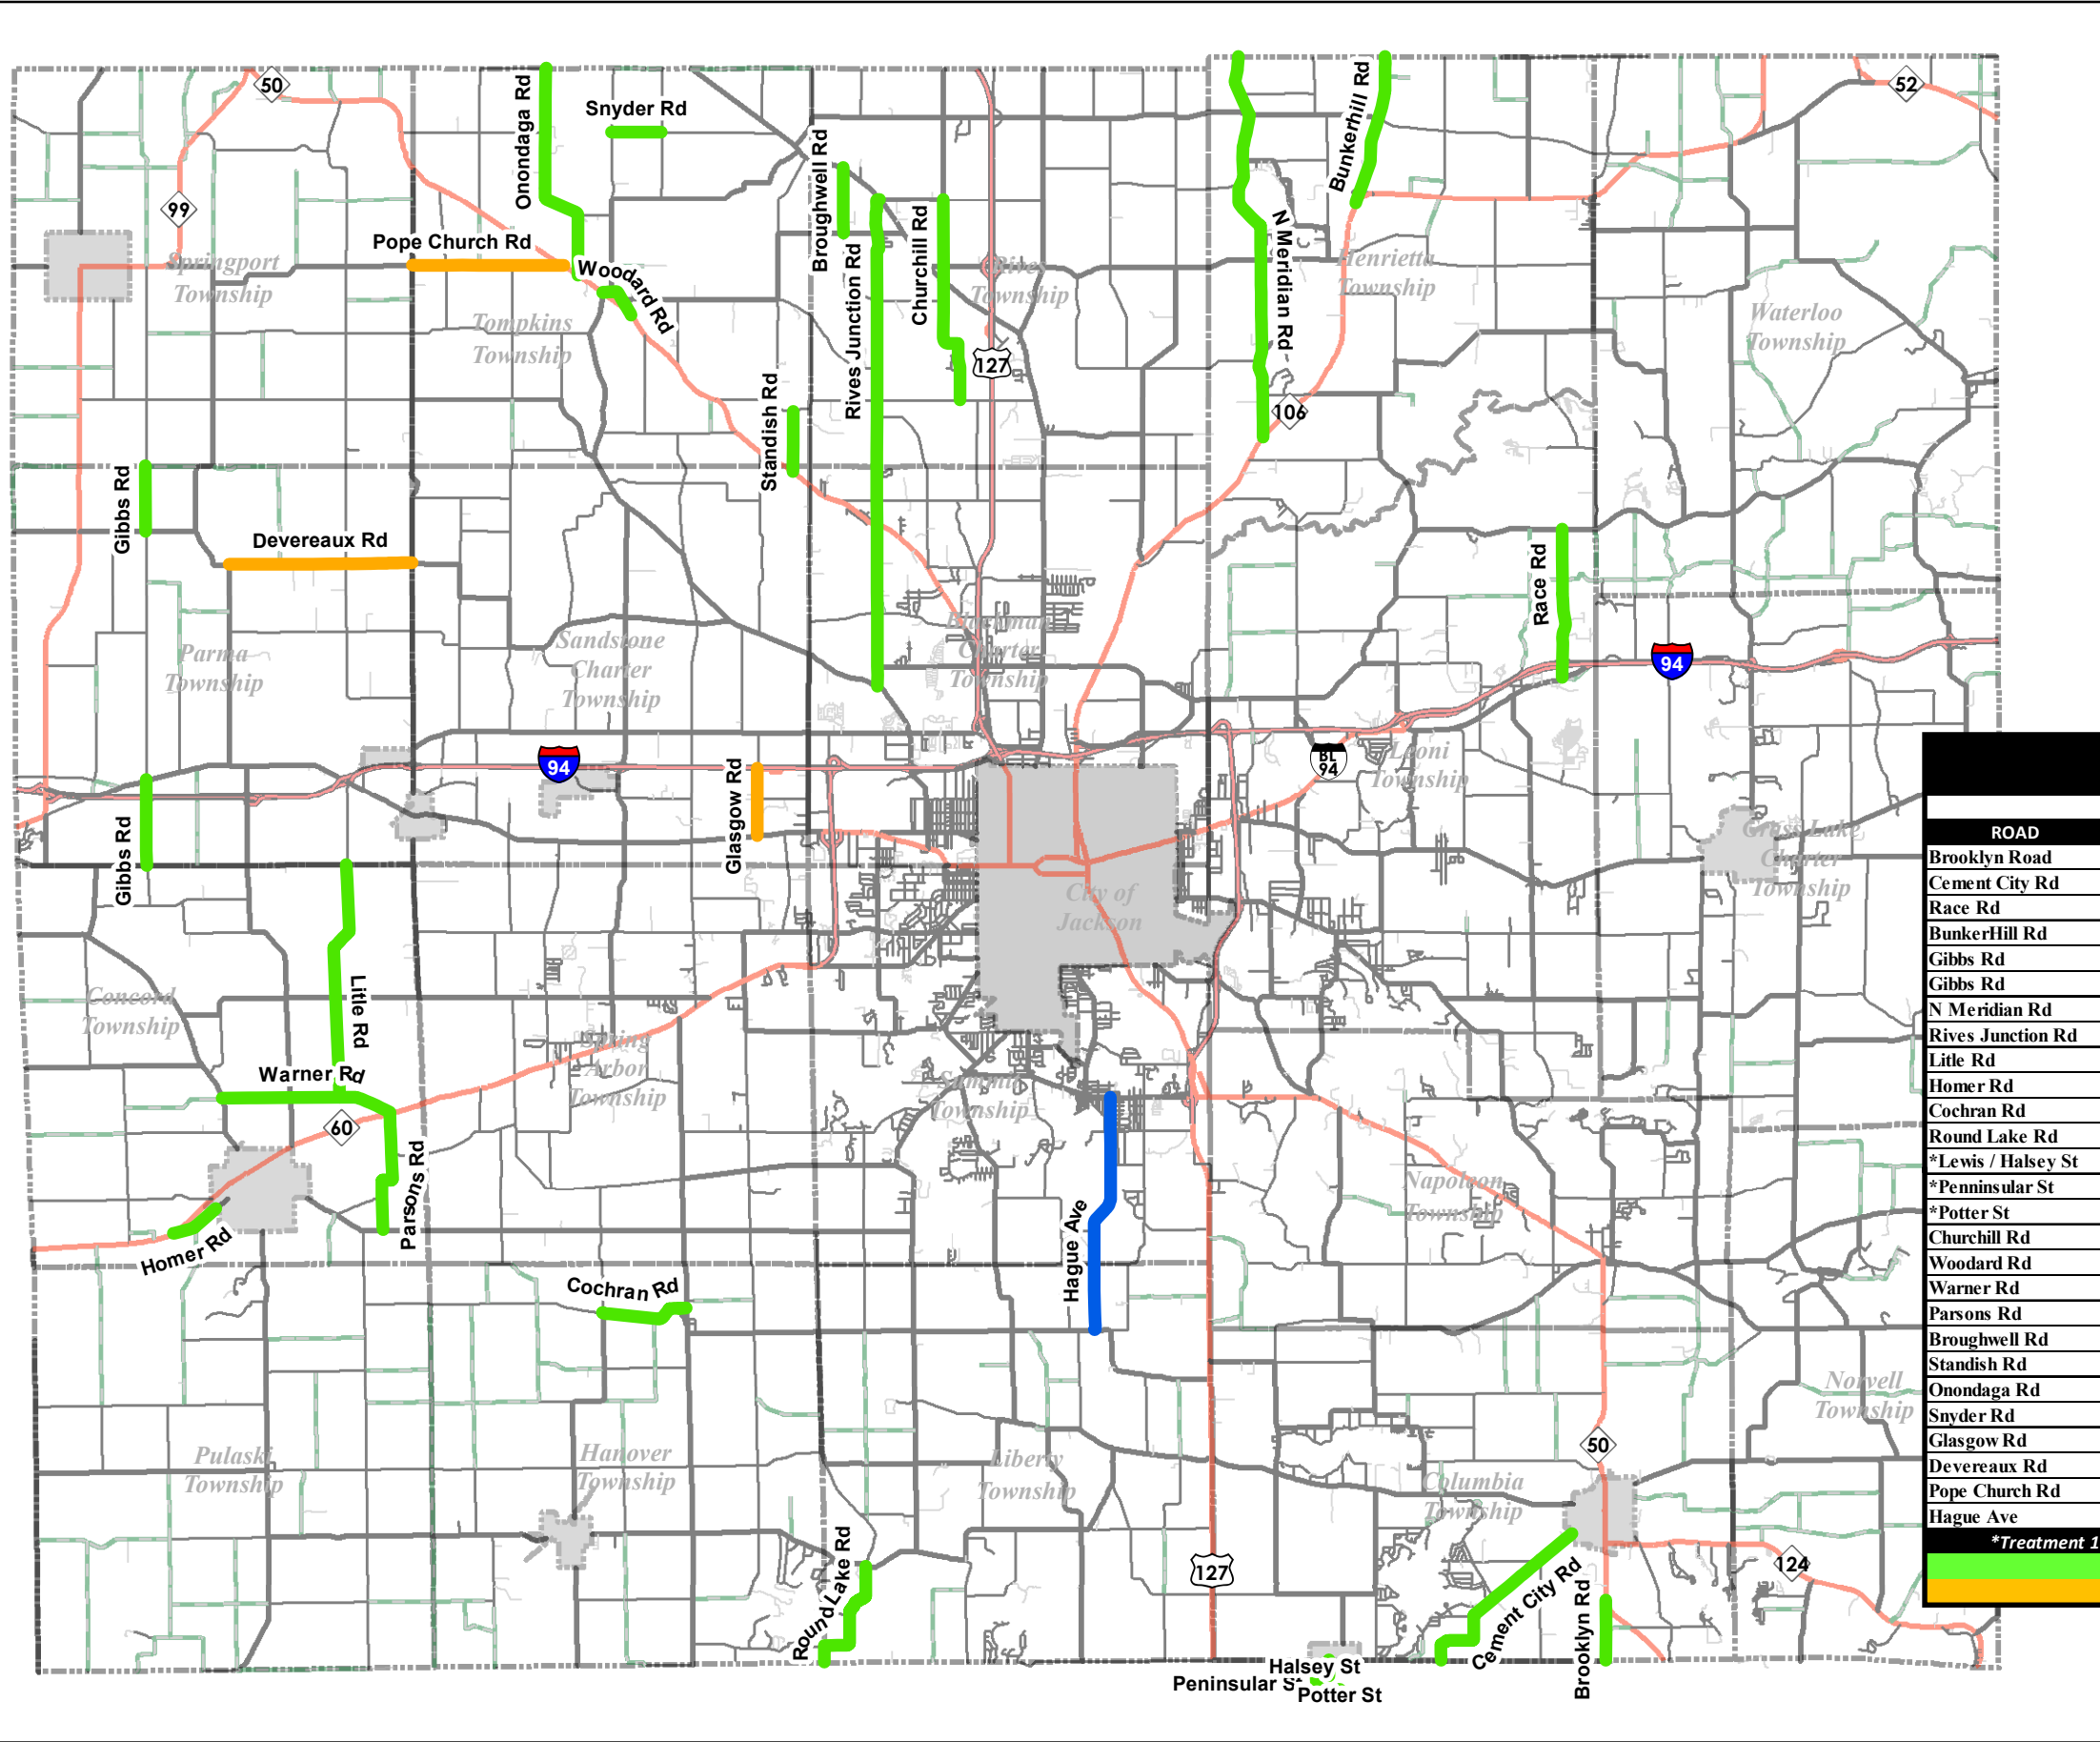 50
52
Onondaga Rd
Snyder Rd
Bunkerhill Rd
Broughwell Rd
99
Pope Church Rd
Churchill Rd
Rives Junction Rd
N Meridian Rd
Springport
Township
Woodard Rd
Rives
Township
Henrietta
Township
Tompkins
Township
Waterloo
Township
127
Standish Rd
106
Gibbs Rd
Devereaux Rd
Race Rd
Parma
Township
Sandstone
Charter
Township
Blackman
Charter
Township
94
94
BL
94
Leoni
Township
Glasgow Rd
Gibbs Rd
Grass Lake
Charter
Township
City of
Jackson
Concord
Township
Litle Rd
Spring
Arbor
Township
Warner Rd
Summit
Township
60
Parsons Rd
Homer Rd
Napoleon
Township
Hague Ave
Cochran Rd
Norvell
Township
Pulaski
Township
Hanover
Township
Liberty
Township
50
Columbia
Township
Round Lake Rd
127
124
Cement City Rd
Brooklyn Rd
Halsey St
Peninsular St
Potter St
ROAD
Brooklyn Road
Cement City Rd
Race Rd
BunkerHill Rd
Gibbs Rd
Gibbs Rd
N Meridian Rd
Rives Junction Rd
Litle Rd
Homer Rd
Cochran Rd
Round Lake Rd
*Lewis / Halsey St
*Penninsular St
*Potter St
Churchill Rd
Woodard Rd
Warner Rd
Parsons Rd
Broughwell Rd
Standish Rd
Onondaga Rd
Snyder Rd
Glasgow Rd
Devereaux Rd
Pope Church Rd
Hague Ave
*Treatment 1